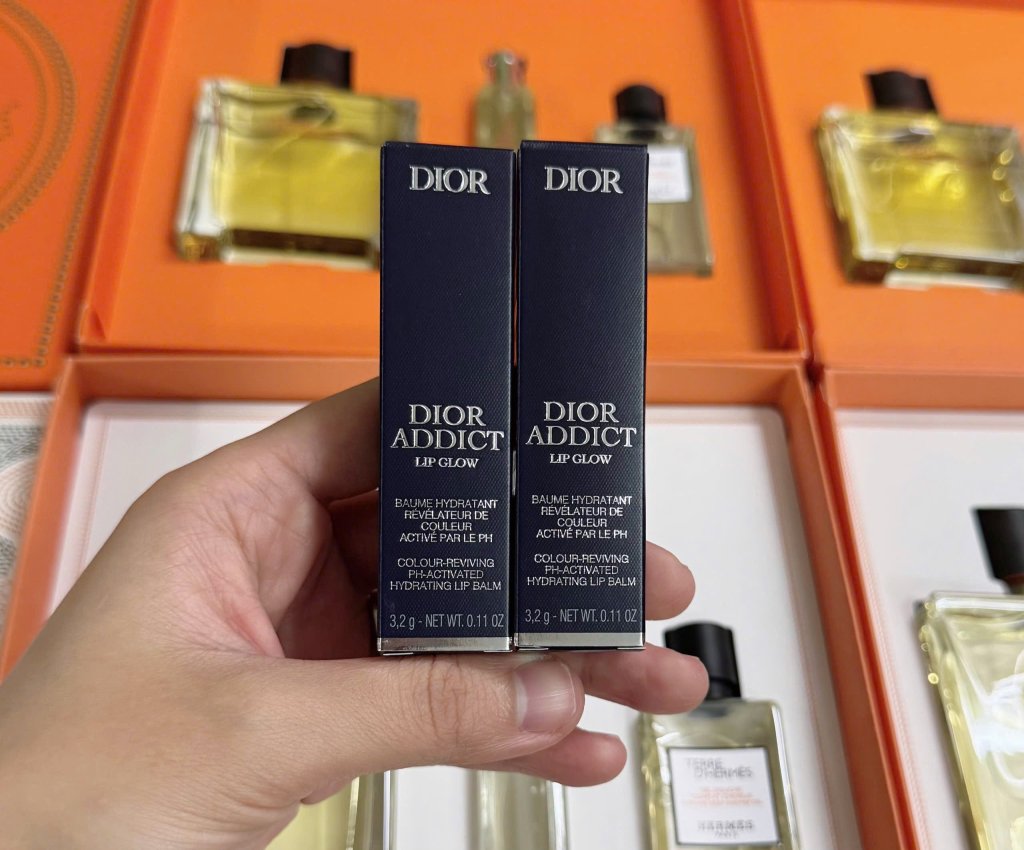 DIOR
DIOR
ADDICT
LIP GLOW
BAUME HYDRATANT
RÉVÉLATEUR DE
COULEUR
ACTIVÉ PAR LE PH
COLOUR-REVIVING
PH-ACTIVATED
HYDRATING LIP BALM
3,2 g - NET WT. 0.11 OZ
DIOR
DIOR
ADDICT
LIP GLOW
BAUME HYDRATANT
RÉVÉLATEUR DE
COULEUR
ACTIVÉ PAR LE PH
COLOUR-REVIVING
PH-ACTIVATED
HYDRATING LIP BALM
3,2 g - NET WT. 0.11 OZ
TERRE
D'HERMÈS
HERMÈS